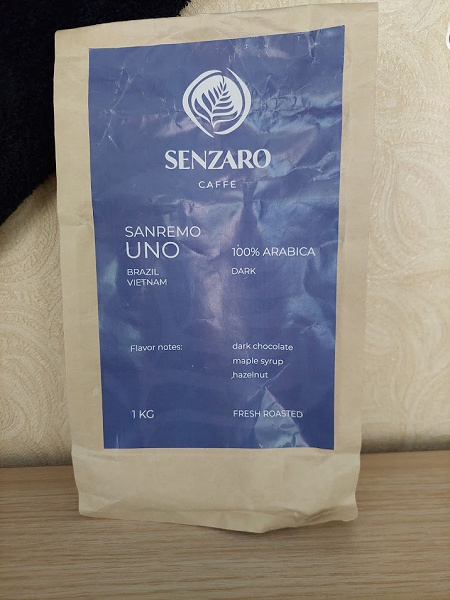 SENZARO
CAFFE
SANREMO
UNO
BRAZIL
VIETNAM
100% ARABICA
DARK
Flavor notes:
dark chocolate
maple syrup
hazelnut
1 KG
FRESH ROASTED